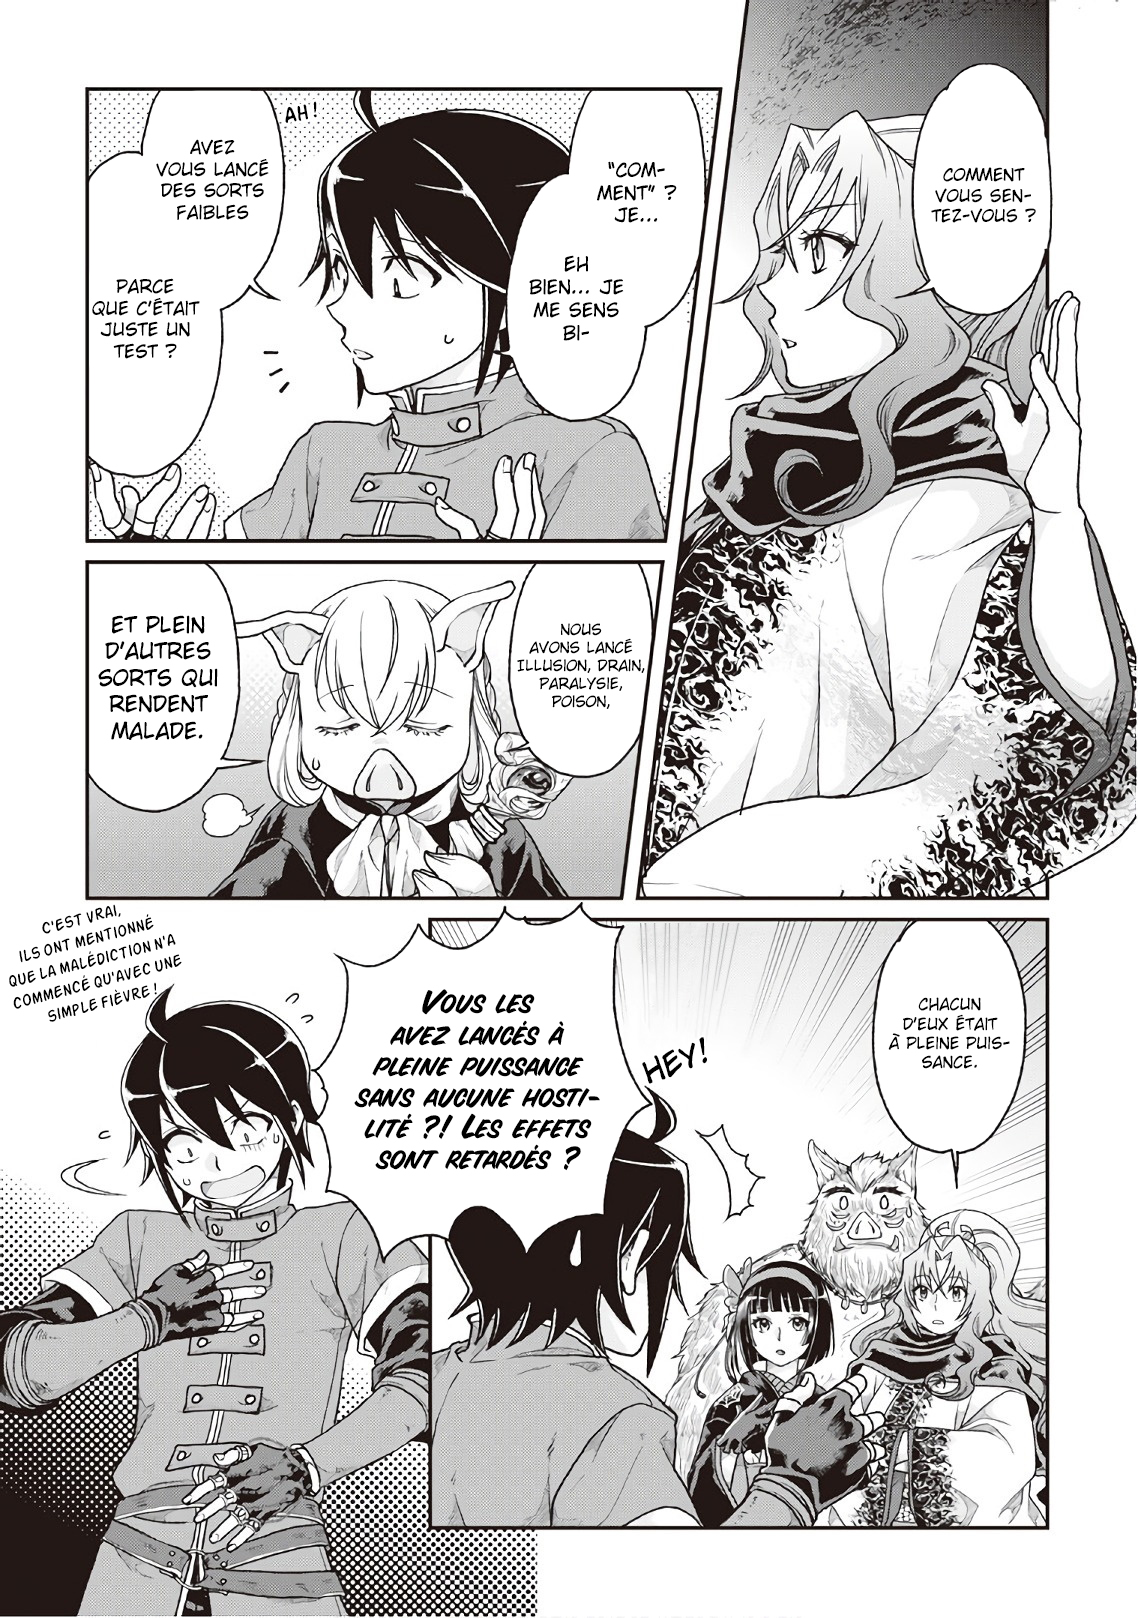 COMMENT
VOUS SEN-
TEZ-VOUS ?
"COM-
MENT" ?
JE...
EH
BIEN... JE
ME SENS
BI-
AH !
AVEZ
VOUS LANCÉ
DES SORTS
FAIBLES
PARCE
QUE C'ÉTAIT
JUSTE UN
TEST ?
NOUS
AVONS LANCÉ
ILLUSION, DRAIN,
PARALYSIE,
POISON,
ET PLEIN
D'AUTRES
SORTS QUI
RENDENT
MALADE.
CHACUN
D'EUX ÉTAIT
À PLEINE PUIS-
SANCE.
HEY!
VOUS LES
AVEZ LANCÉS À
PLEINE PUISSANCE
SANS AUCUNE HOSTI-
LITÉ ?! LES EFFETS
SONT RETARDÉS ?
C'EST VRAI,
ILS ONT MENTIONNÉ
QUE LA MALÉDICTION N'A
COMMENCÉ QU'AVEC UNE
SIMPLE FIÈVRE !